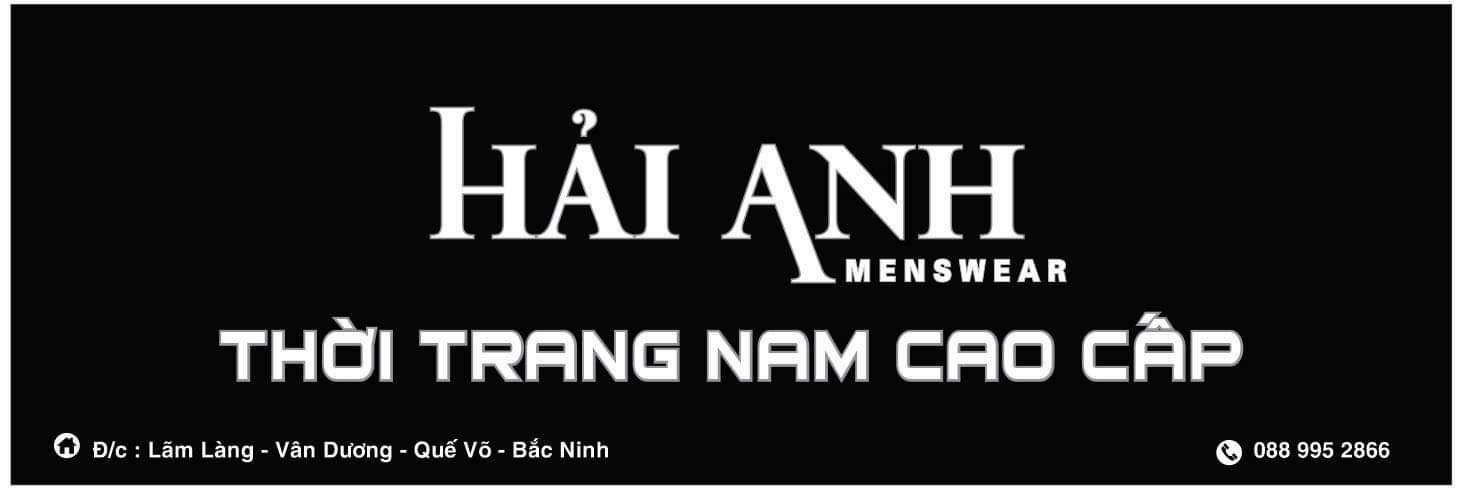 HẢI ANH
MENSWEAR
THỜI TRANG NAM CAO CẤP
Đ/c : Lãm Làng - Vân Dương - Quế Võ - Bắc Ninh
088 995 2866